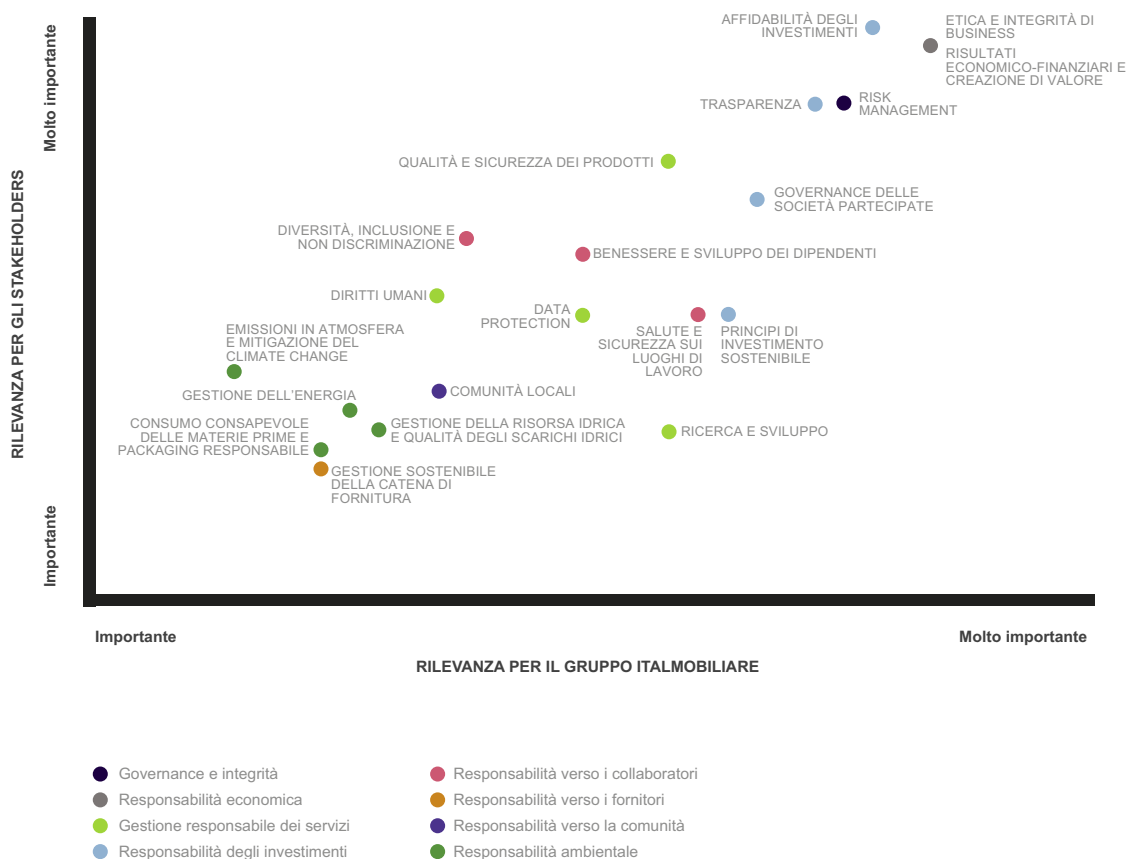 AFFIDABILITÀ DEGLI
INVESTIMENTI
ETICA E INTEGRITÀ DI
BUSINESS
RISULTATI
ECONOMICO-FINANZIARI E
CREAZIONE DI VALORE
TRASPARENZA
RISK
MANAGEMENT
QUALITÀ E SICUREZZA DEI PRODOTTI
GOVERNANCE DELLE
SOCIETÀ PARTECIPATE
DIVERSITÀ, INCLUSIONE E
NON DISCRIMINAZIONE
BENESSERE E SVILUPPO DEI DIPENDENTI
DIRITTI UMANI
DATA
PROTECTION
SALUTE E
SICUREZZA SUI
LUOGHI DI
LAVORO
PRINCIPI DI
INVESTIMENTO
SOSTENIBILE
EMISSIONI IN ATMOSFERA
E MITIGAZIONE DEL
CLIMATE CHANGE
GESTIONE DELL'ENERGIA
COMUNITÀ LOCALI
CONSUMO CONSAPEVOLE
DELLE MATERIE PRIME E
PACKAGING RESPONSABILE
GESTIONE DELLA RISORSA IDRICA
E QUALITÀ DEGLI SCARICHI IDRICI
RICERCA E SVILUPPO
GESTIONE SOSTENIBILE
DELLA CATENA DI
FORNITURA
Molto importante
RILEVANZA PER GLI STAKEHOLDERS
Importante
Importante
Molto importante
RILEVANZA PER IL GRUPPO ITALMOBILIARE
Governance e integrità
Responsabilità economica
Gestione responsabile dei servizi
Responsabilità degli investimenti
Responsabilità verso i collaboratori
Responsabilità verso i fornitori
Responsabilità verso la comunità
Responsabilità ambientale